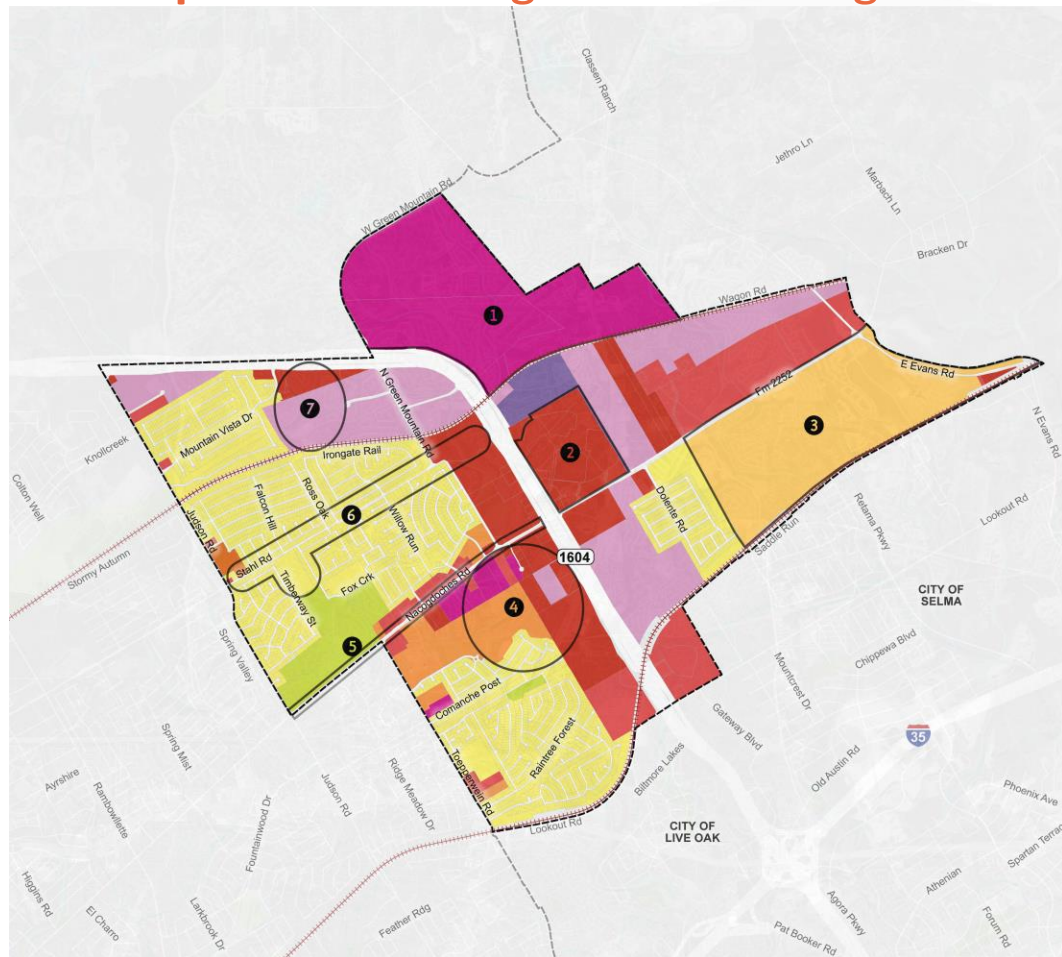 Classen Ranch
Jethro Ln
Marbach Ln
W Green Mountain Rd
Bracken Dr
Wagon Rd
1
E Evans Rd
Fm 2252
N Green Mountain Rd
7
Mountain Vista Dr
Knollcreek
2
3
N Evans Rd
Irongate Rail
Colton Well
Ross Oak
Falcon Hill
6
Willow Run
Dolente Rd
Retama Pkwy
Lookout Rd
Judson Rd
Saddle Run
Stormy Autumn
Stahl Rd
1604
Timberway St
Fox Crk
Nacogdoches Rd
4
CITY OF
SELMA
5
Chippewa Blvd
Spring Valley
Mountcrest Dr
Comanche Post
Gateway Blvd
35
Raintree Forest
Old Austin Rd
Spring Mist
Toepperwein Rd
Biltmore Lakes
Ridge Meadow Dr
Judson Rd
Ayrshire
Rambowllette
Phoenix Ave
Fountainwood Dr
Lookout Rd
CITY OF
LIVE OAK
Spartan Terrac
Athenian
Higgins Rd
El Charro
Larkbrook Dr
Feather Rdg
Agora Pkwy
Pat Booker Rd
Forum Rd